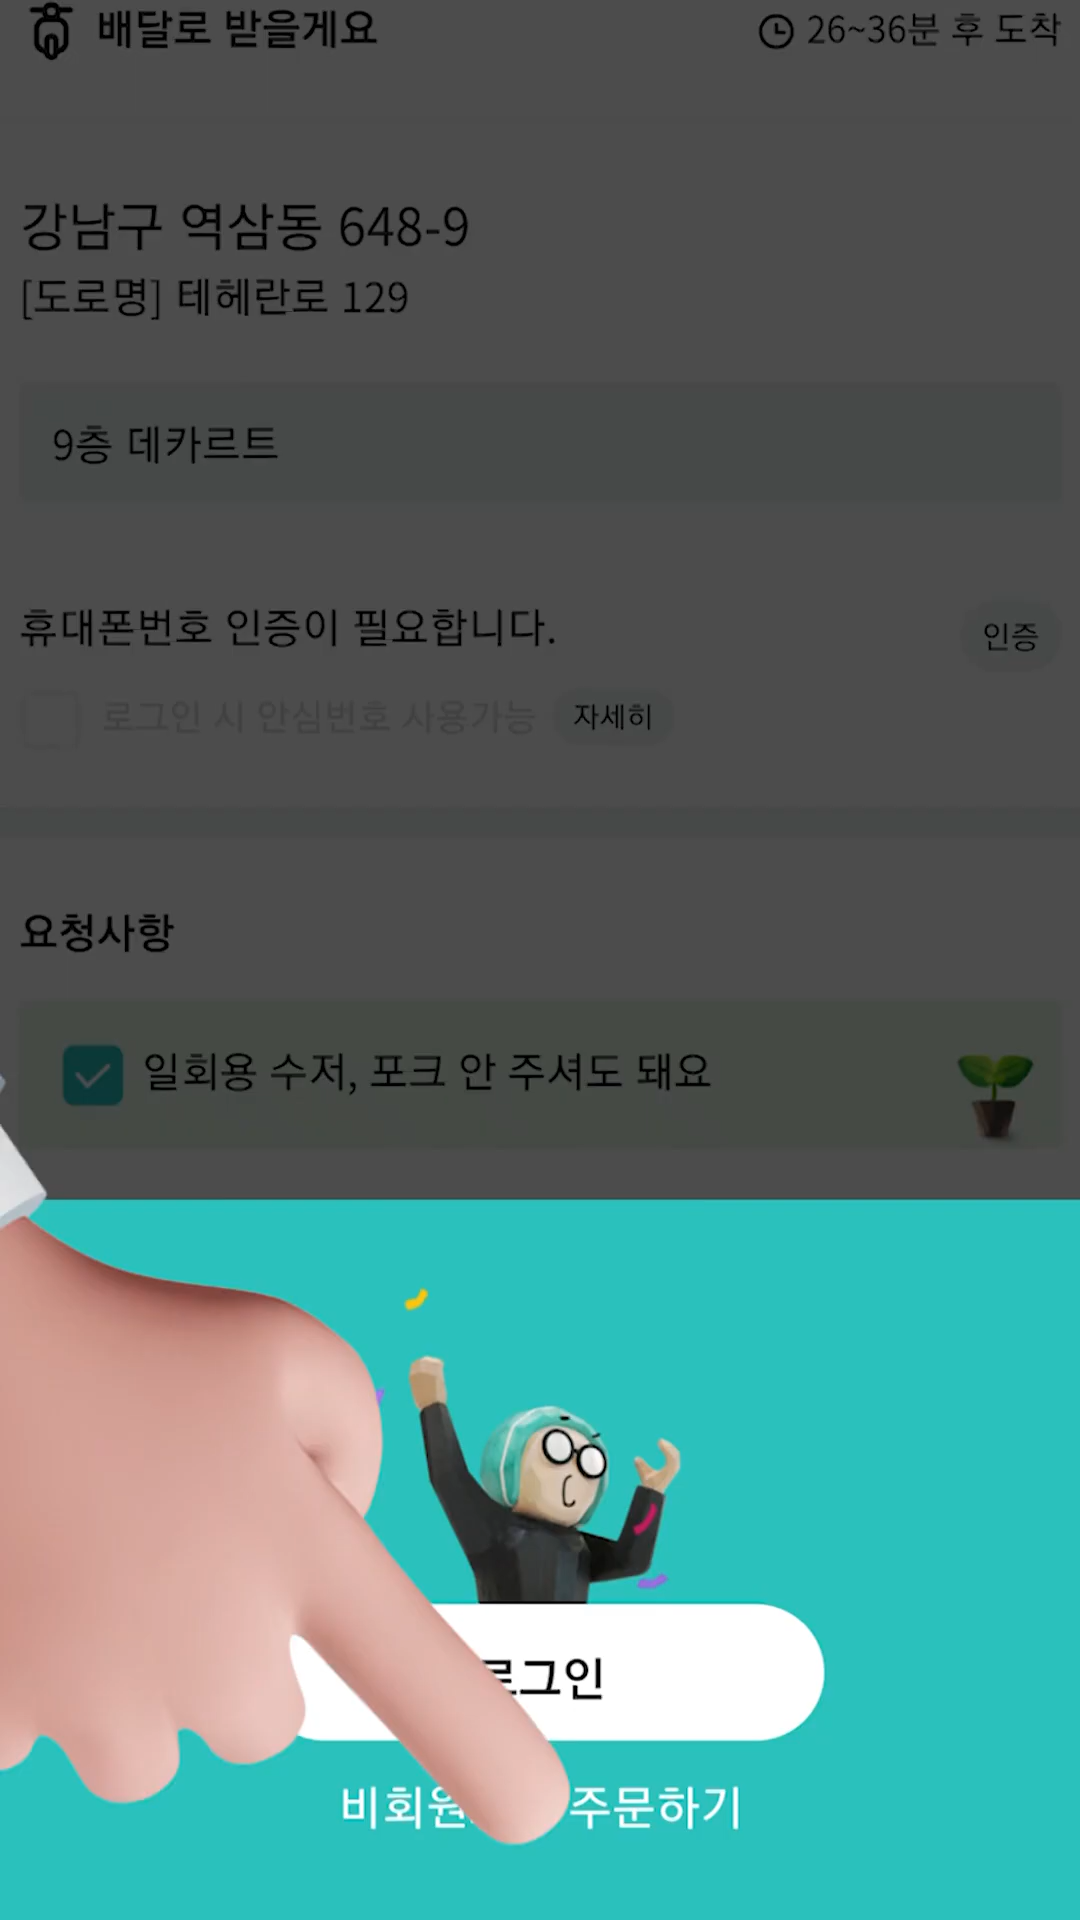 배달로 받을게요
26~36분 후 도착
강남구 역삼동 648-9
[도로명] 테헤란로 129
9층 데카르트
휴대폰번호 인증이 필요합니다.
인증
로그인 시 안심번호 사용가능
자세히
요청사항
일회용 수저, 포크 안 주셔도 돼요
로그인
비회원 주문하기